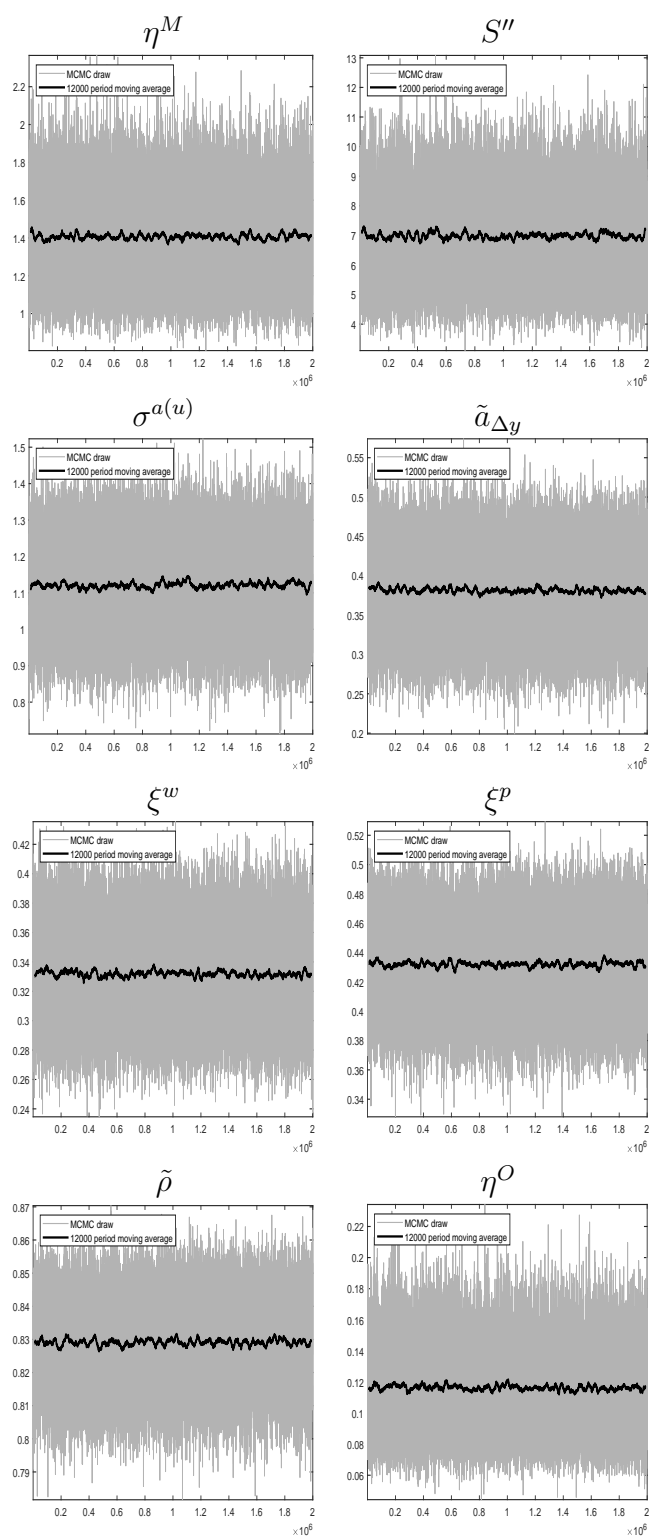 η^M
MCMC draw
12000 period moving average
2.2
2
1.8
1.6
1.4
1.2
1
0.2 0.4 0.6 0.8 1 1.2 1.4 1.6 1.8 2
×10^6
S′′
MCMC draw
12000 period moving average
13
12
11
10
9
8
7
6
5
4
0.2 0.4 0.6 0.8 1 1.2 1.4 1.6 1.8 2
×10^6
σ^{a(u)}
MCMC draw
12000 period moving average
1.5
1.4
1.3
1.2
1.1
1
0.9
0.8
0.2 0.4 0.6 0.8 1 1.2 1.4 1.6 1.8 2
×10^6
ã_{Δy}
MCMC draw
12000 period moving average
0.55
0.5
0.45
0.4
0.35
0.3
0.25
0.2
0.2 0.4 0.6 0.8 1 1.2 1.4 1.6 1.8 2
×10^6
ξ^w
MCMC draw
12000 period moving average
0.42
0.4
0.38
0.36
0.34
0.33
0.32
0.3
0.28
0.26
0.24
0.2 0.4 0.6 0.8 1 1.2 1.4 1.6 1.8 2
×10^6
ξ^p
MCMC draw
12000 period moving average
0.52
0.5
0.48
0.46
0.44
0.42
0.4
0.38
0.36
0.34
0.2 0.4 0.6 0.8 1 1.2 1.4 1.6 1.8 2
×10^6
ρ̃
MCMC draw
12000 period moving average
0.87
0.86
0.85
0.84
0.83
0.82
0.81
0.8
0.79
0.2 0.4 0.6 0.8 1 1.2 1.4 1.6 1.8 2
×10^6
η^O
MCMC draw
12000 period moving average
0.22
0.2
0.18
0.16
0.14
0.12
0.1
0.08
0.06
0.2 0.4 0.6 0.8 1 1.2 1.4 1.6 1.8 2
×10^6